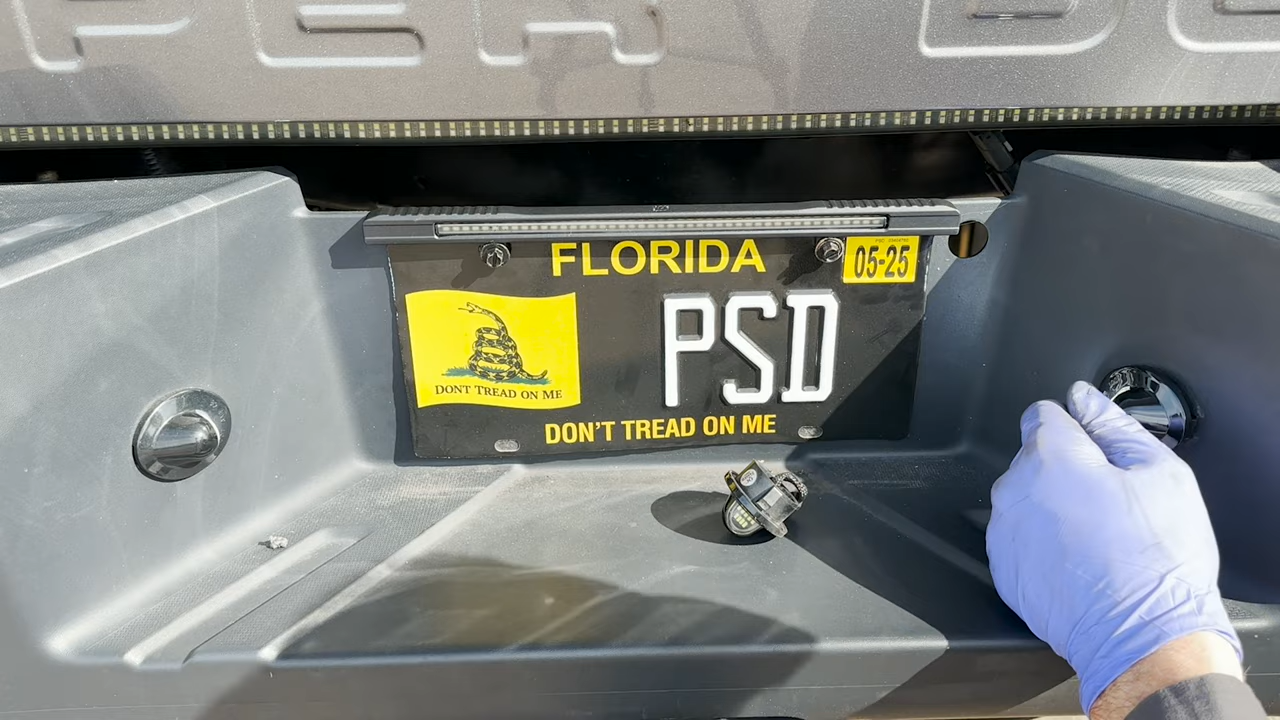 FLORIDA
05-25
PSD
DONT TREAD ON ME
DON'T TREAD ON ME